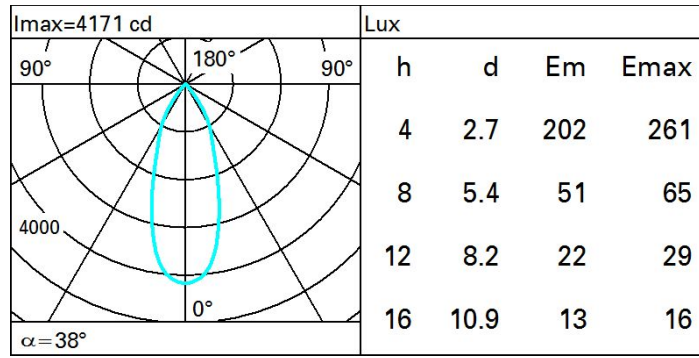 Imax=4171 cd
Lux
90° 180° 90°
4000
0°
α=38°
h d Em Emax
4 2.7 202 261
8 5.4 51 65
12 8.2 22 29
16 10.9 13 16